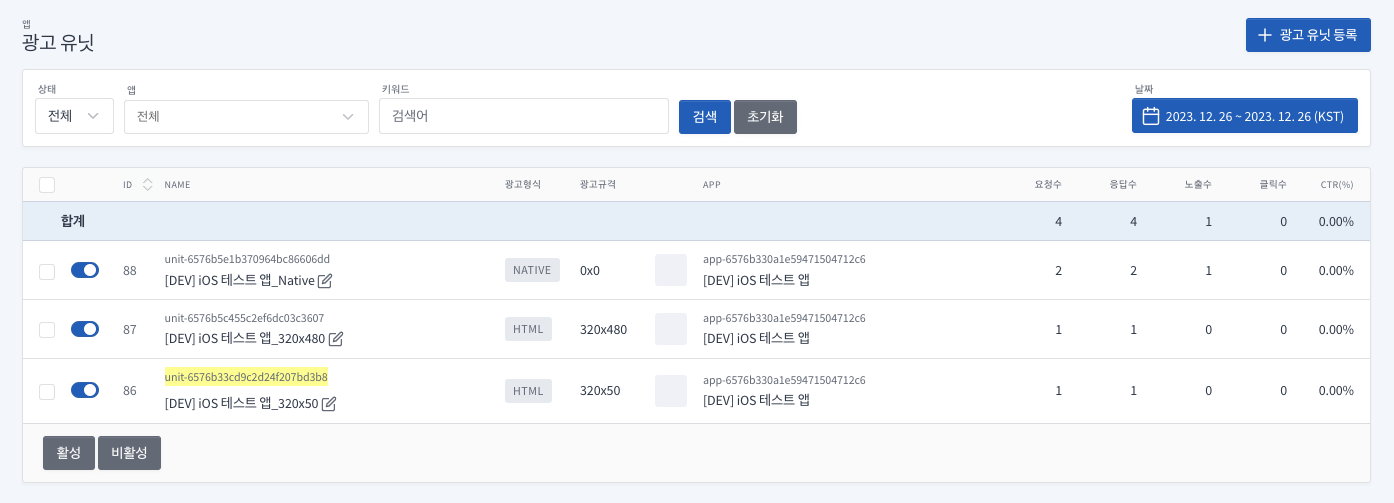 앱
광고 유닛
광고 유닛 등록
상태 앱 키워드 날짜
전체 전체 검색어 검색 초기화 2023. 12. 26 ~ 2023. 12. 26 (KST)
ID NAME 광고형식 광고규격 APP 요청수 응답수 노출수 클릭수 CTR(%)
합계 4 4 1 0 0.00%
unit-6576b5e1b370964bc86606dd app-6576b330a1e59471504712c6
88 [DEV] iOS 테스트 앱_Native NATIVE 0x0 [DEV] iOS 테스트 앱 2 2 1 0 0.00%
unit-6576b5c455c2ef6dc03c3607 app-6576b330a1e59471504712c6
87 [DEV] iOS 테스트 앱_320x480 HTML 320x480 [DEV] iOS 테스트 앱 1 1 0 0 0.00%
unit-6576b33cd9c2d24f207bd3b8 app-6576b330a1e59471504712c6
86 [DEV] iOS 테스트 앱_320x50 HTML 320x50 [DEV] iOS 테스트 앱 1 1 0 0 0.00%
활성 비활성